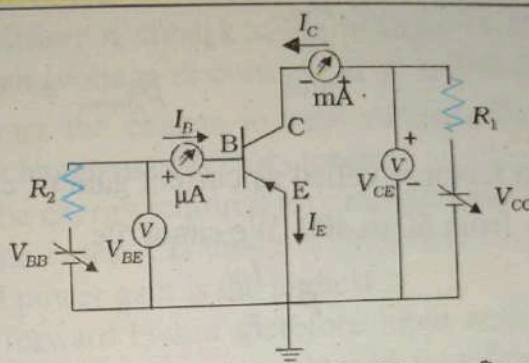 I_C
− + mA
R_1
I_B
B
C
+ − μA
R_2
V_BB
V
V_BE
E
I_E
+
V
−
V_CE
V_CC